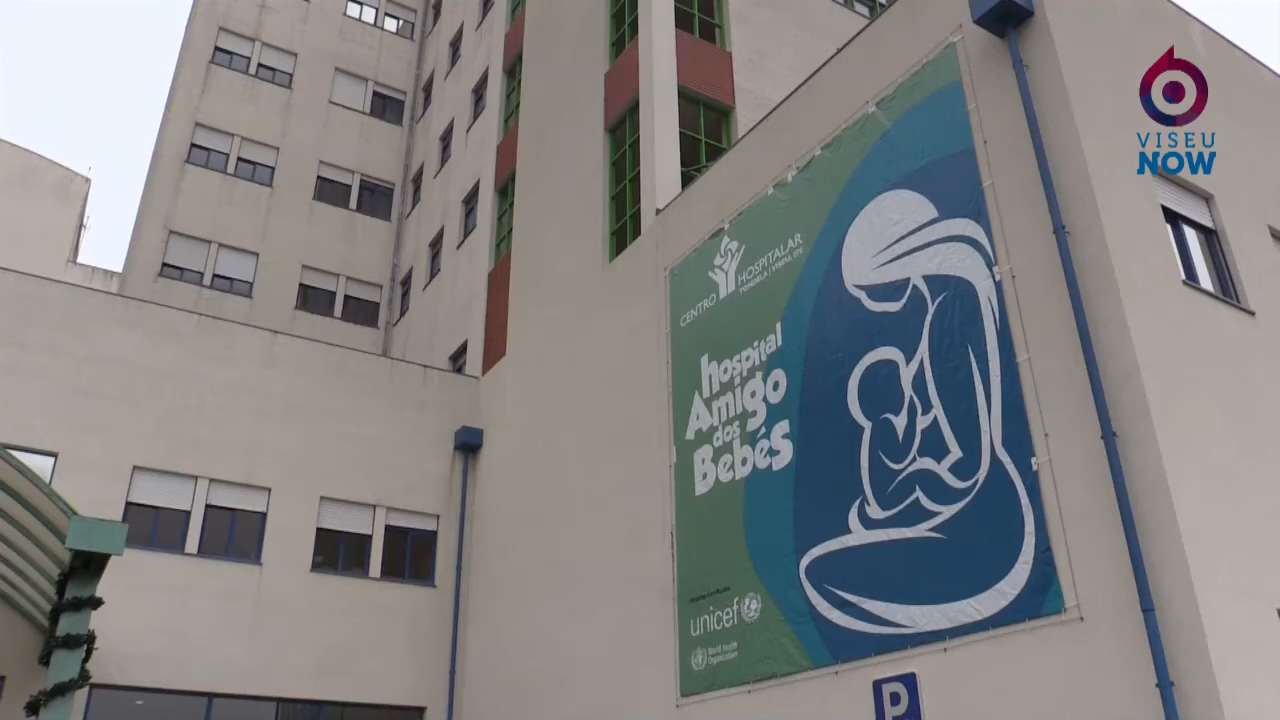 VISEU
NOW
CENTRO HOSPITALAR
TONDELA | VISEU, EPE
hospital
Amigo
dos
Bebés
unicef
World Health
Organization
P